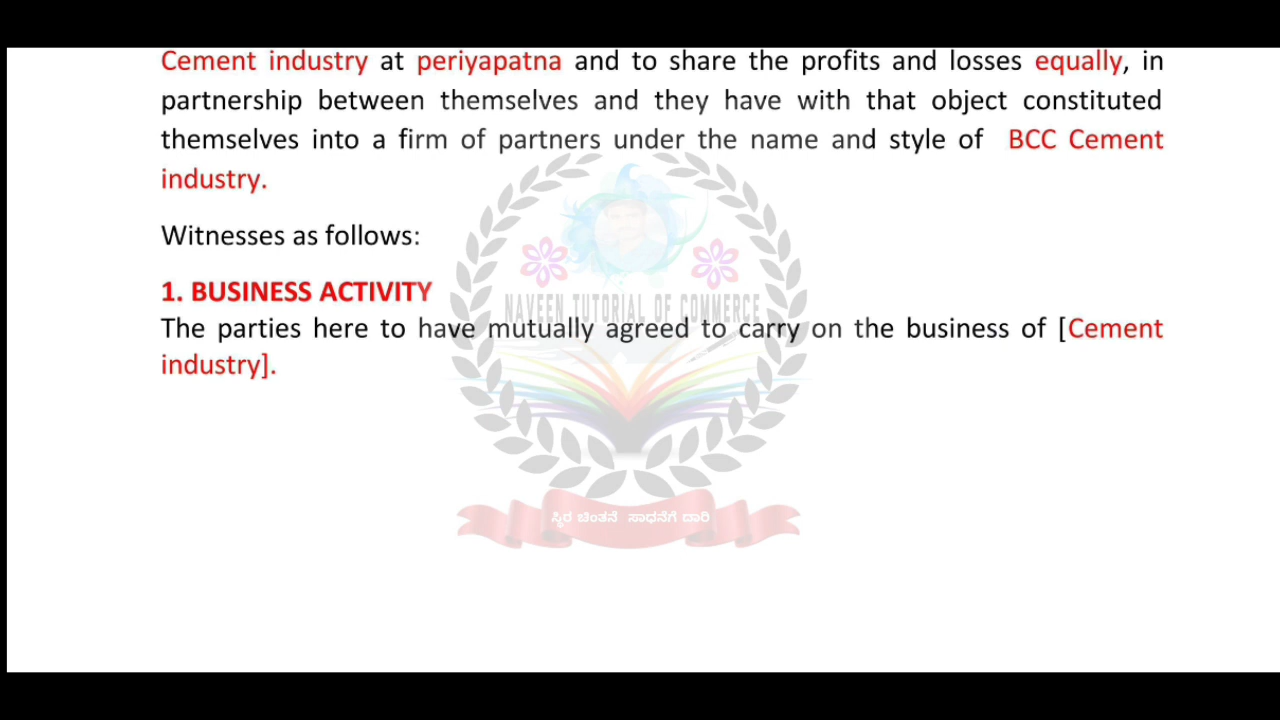 Cement industry at periyapatna and to share the profits and losses equally, in
partnership between themselves and they have with that object constituted
themselves into a firm of partners under the name and style of BCC Cement
industry.
Witnesses as follows:
1. BUSINESS ACTIVITY
NAVEEN TUTORIAL OF COMMERCE
The parties here to have mutually agreed to carry on the business of [Cement
industry].
ಸ್ಥಿರ ಚಿಂತನೆ ಸಾಧನೆಗೆ ದಾರಿ